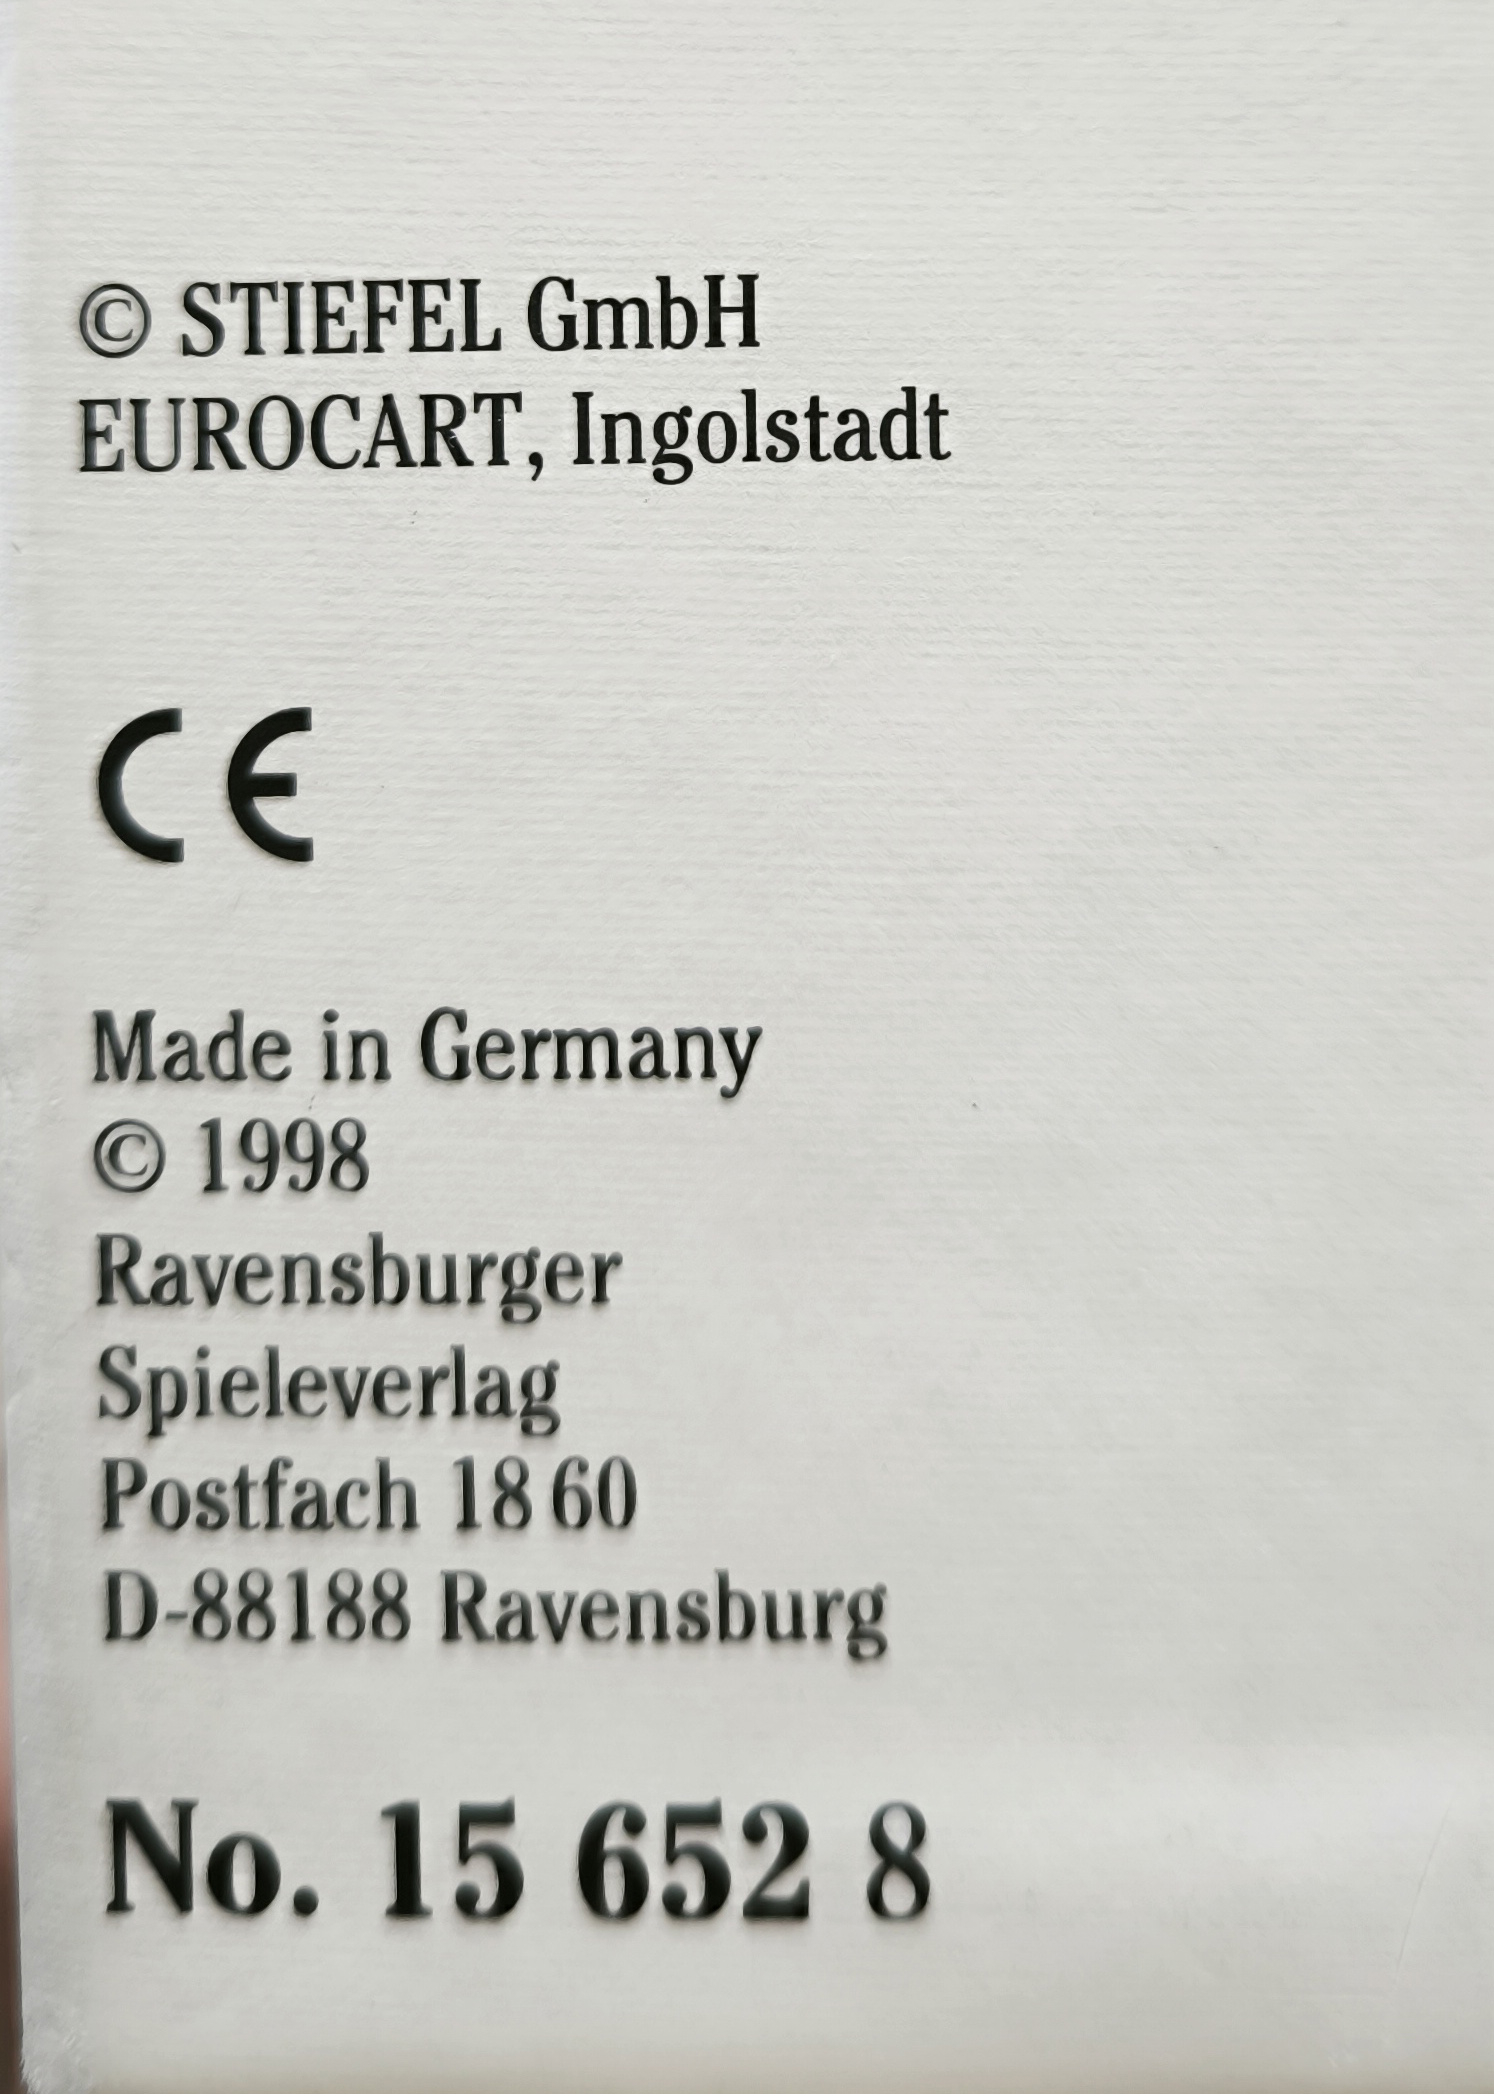 © STIEFEL GmbH
EUROCART, Ingolstadt
CE
Made in Germany
© 1998
Ravensburger
Spieleverlag
Postfach 18 60
D-88188 Ravensburg
No. 15 652 8